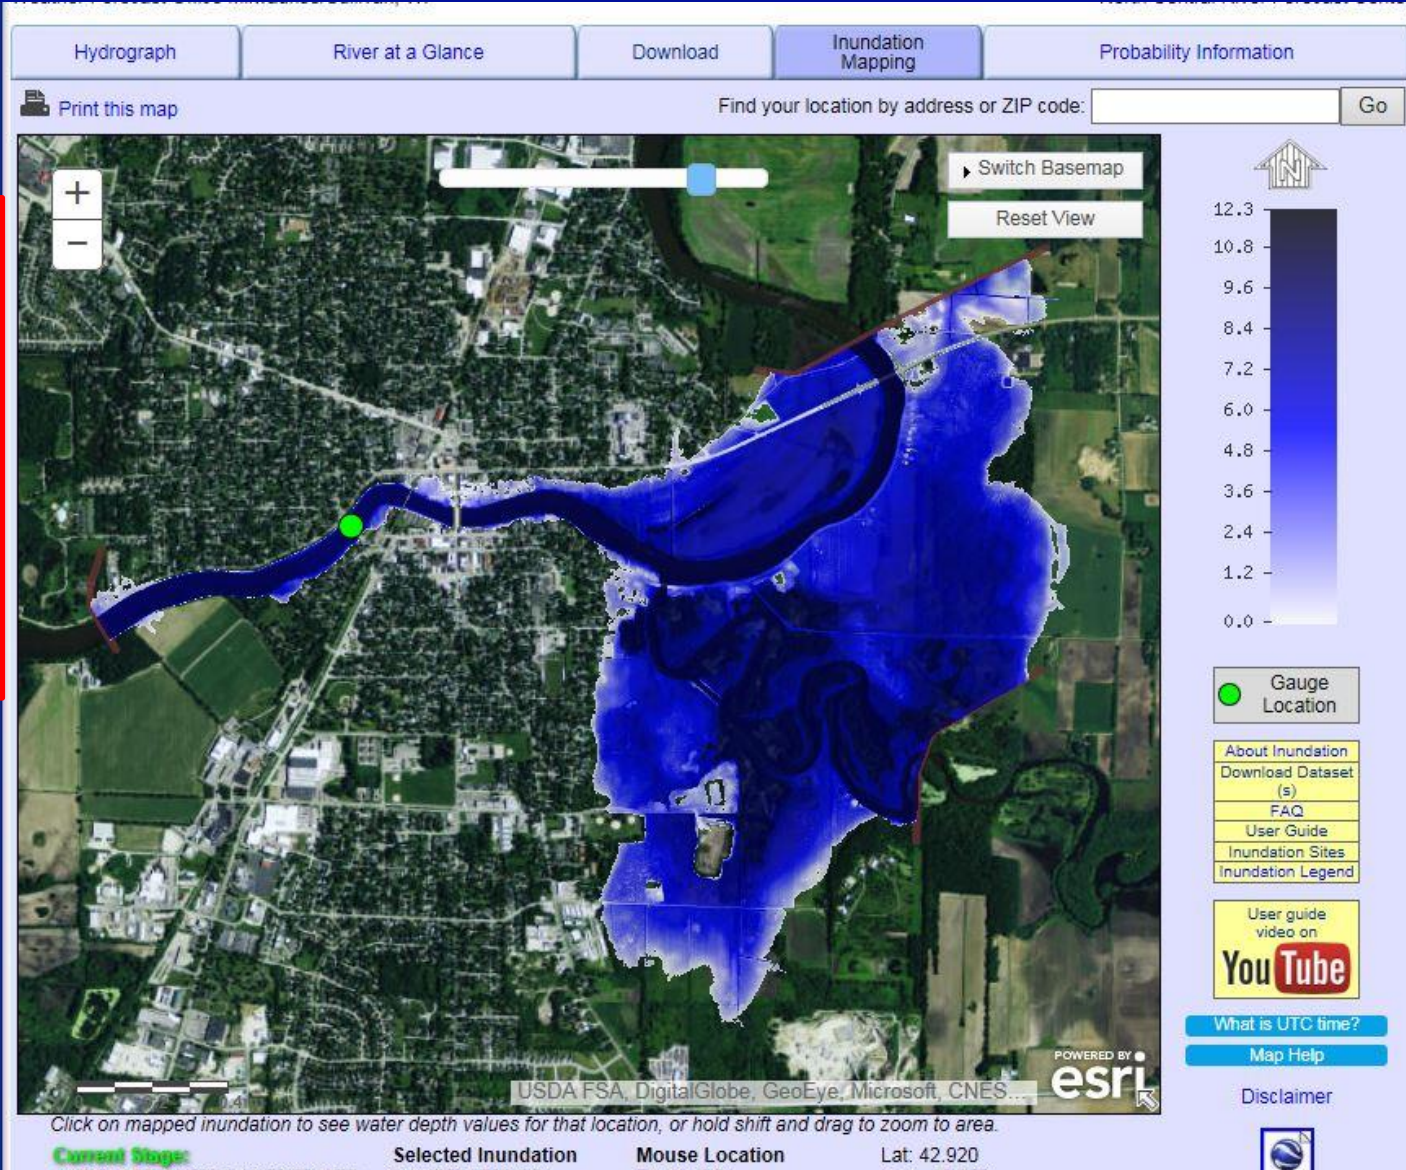 Hydrograph
River at a Glance
Download
Inundation
Mapping
Probability Information
Print this map
Find your location by address or ZIP code:
Go
Switch Basemap
Reset View
N
12.3
10.8
9.6
8.4
7.2
6.0
4.8
3.6
2.4
1.2
0.0
Gauge
Location
About Inundation
Download Dataset
(s)
FAQ
User Guide
Inundation Sites
Inundation Legend
User guide
video on
YouTube
What is UTC time?
Map Help
Disclaimer
POWERED BY
esri
USDA FSA, DigitalGlobe, GeoEye, Microsoft, CNES...
Click on mapped inundation to see water depth values for that location, or hold shift and drag to zoom to area.
Current Stage:
Selected Inundation
Mouse Location
Lat: 42.920